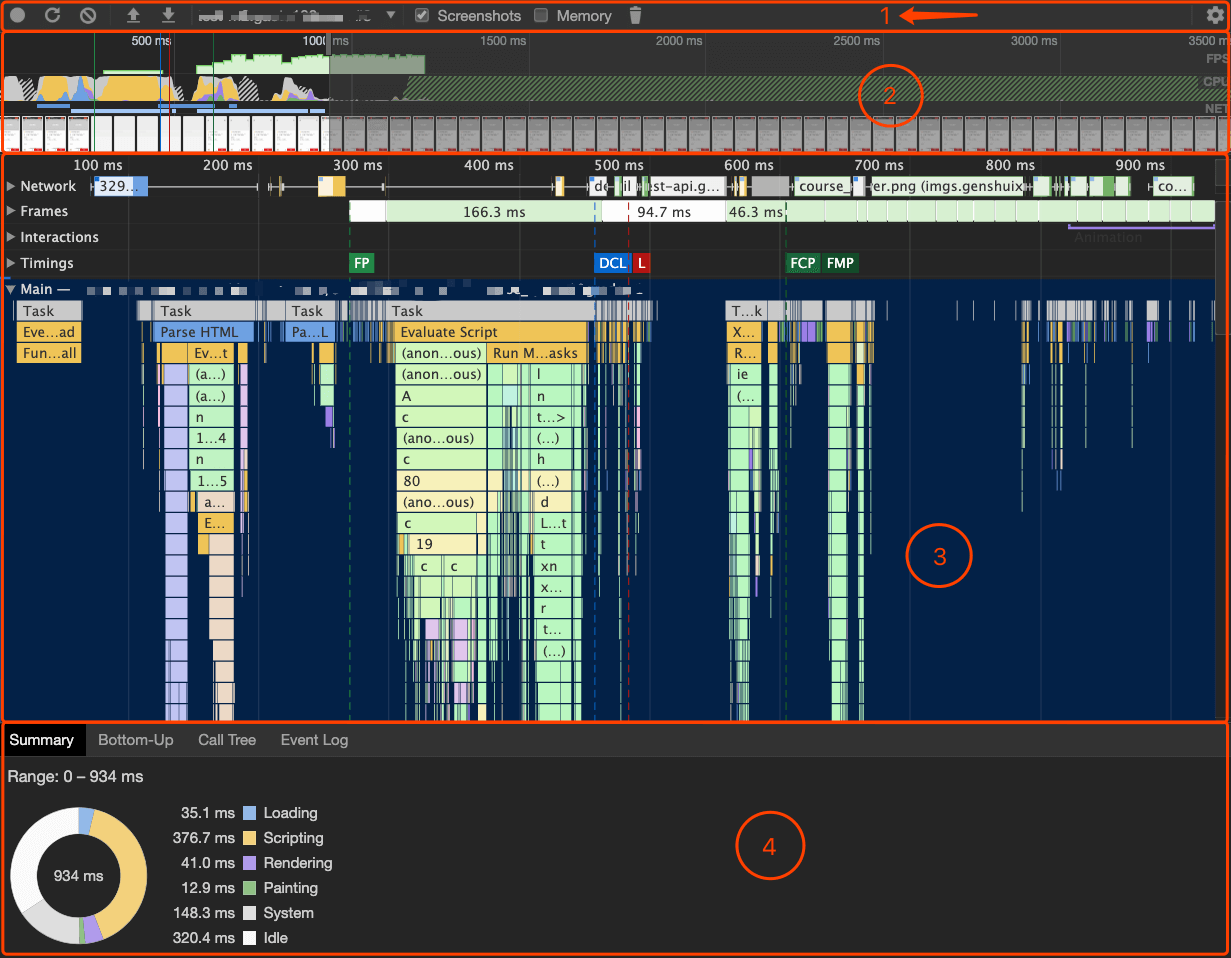 Screenshots Memory 1
500 ms 1000 ms 1500 ms 2000 ms 2500 ms 3000 ms 3500 m
FPS
CPU
2
NET
100 ms 200 ms 300 ms 400 ms 500 ms 600 ms 700 ms 800 ms 900 ms
Network 329... st-api.g... course_ er.png (imgs.genshuix co...
Frames 166.3 ms 94.7 ms 46.3 ms
Interactions Animation
Timings FP DCL L FCP FMP
Main —
Task Task Task Task T...k
Eve...ad Parse HTML Pa...L Evaluate Script X...
Fun...all Ev...t (anon...ous) Run M...asks R...
(a...) (anon...ous) l ie
(a...) A n (...
n c t...>
1...4 (ano...ous) (...)
n c h
1...5 80 (...)
a... (ano...ous) d
E... c L...t
19 t
c c xn
x...
r
t...
(...)
3
Summary Bottom-Up Call Tree Event Log
Range: 0 – 934 ms
934 ms
35.1 ms Loading
376.7 ms Scripting
41.0 ms Rendering
12.9 ms Painting
148.3 ms System
320.4 ms Idle
4